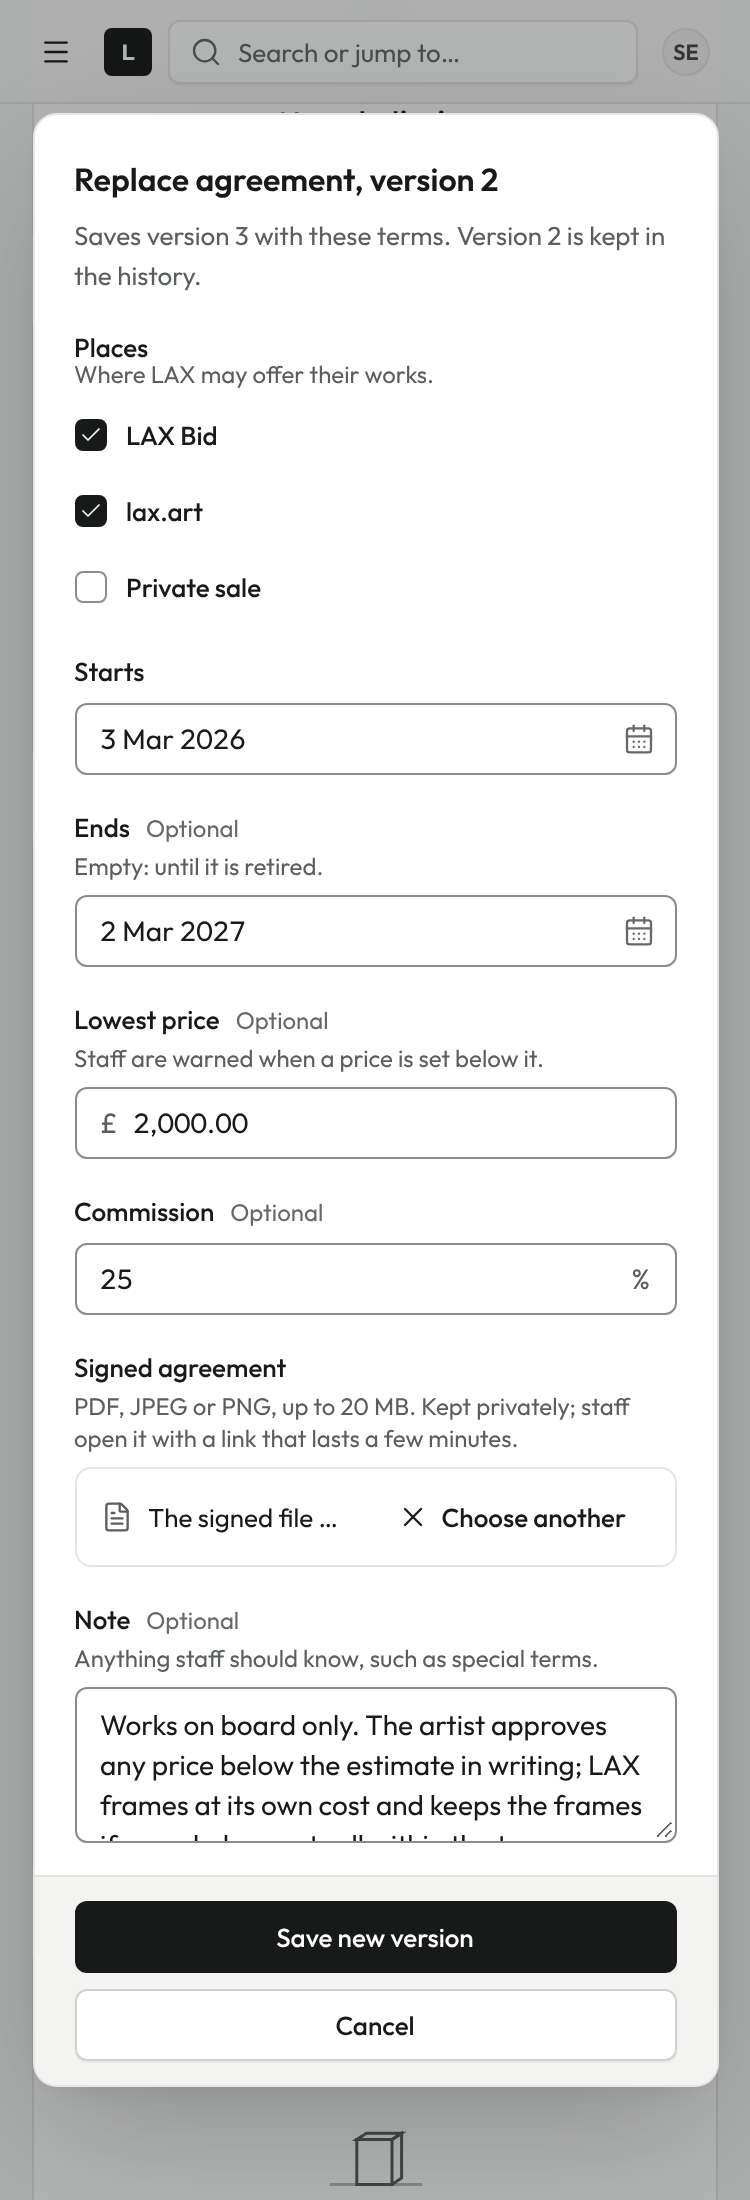 L
Search or jump to...
SE
Replace agreement, version 2
Saves version 3 with these terms. Version 2 is kept in
the history.
Places
Where LAX may offer their works.
LAX Bid
lax.art
Private sale
Starts
3 Mar 2026
Ends Optional
Empty: until it is retired.
2 Mar 2027
Lowest price Optional
Staff are warned when a price is set below it.
£ 2,000.00
Commission Optional
25 %
Signed agreement
PDF, JPEG or PNG, up to 20 MB. Kept privately; staff
open it with a link that lasts a few minutes.
The signed file ... Choose another
Note Optional
Anything staff should know, such as special terms.
Works on board only. The artist approves
any price below the estimate in writing; LAX
frames at its own cost and keeps the frames
Save new version
Cancel